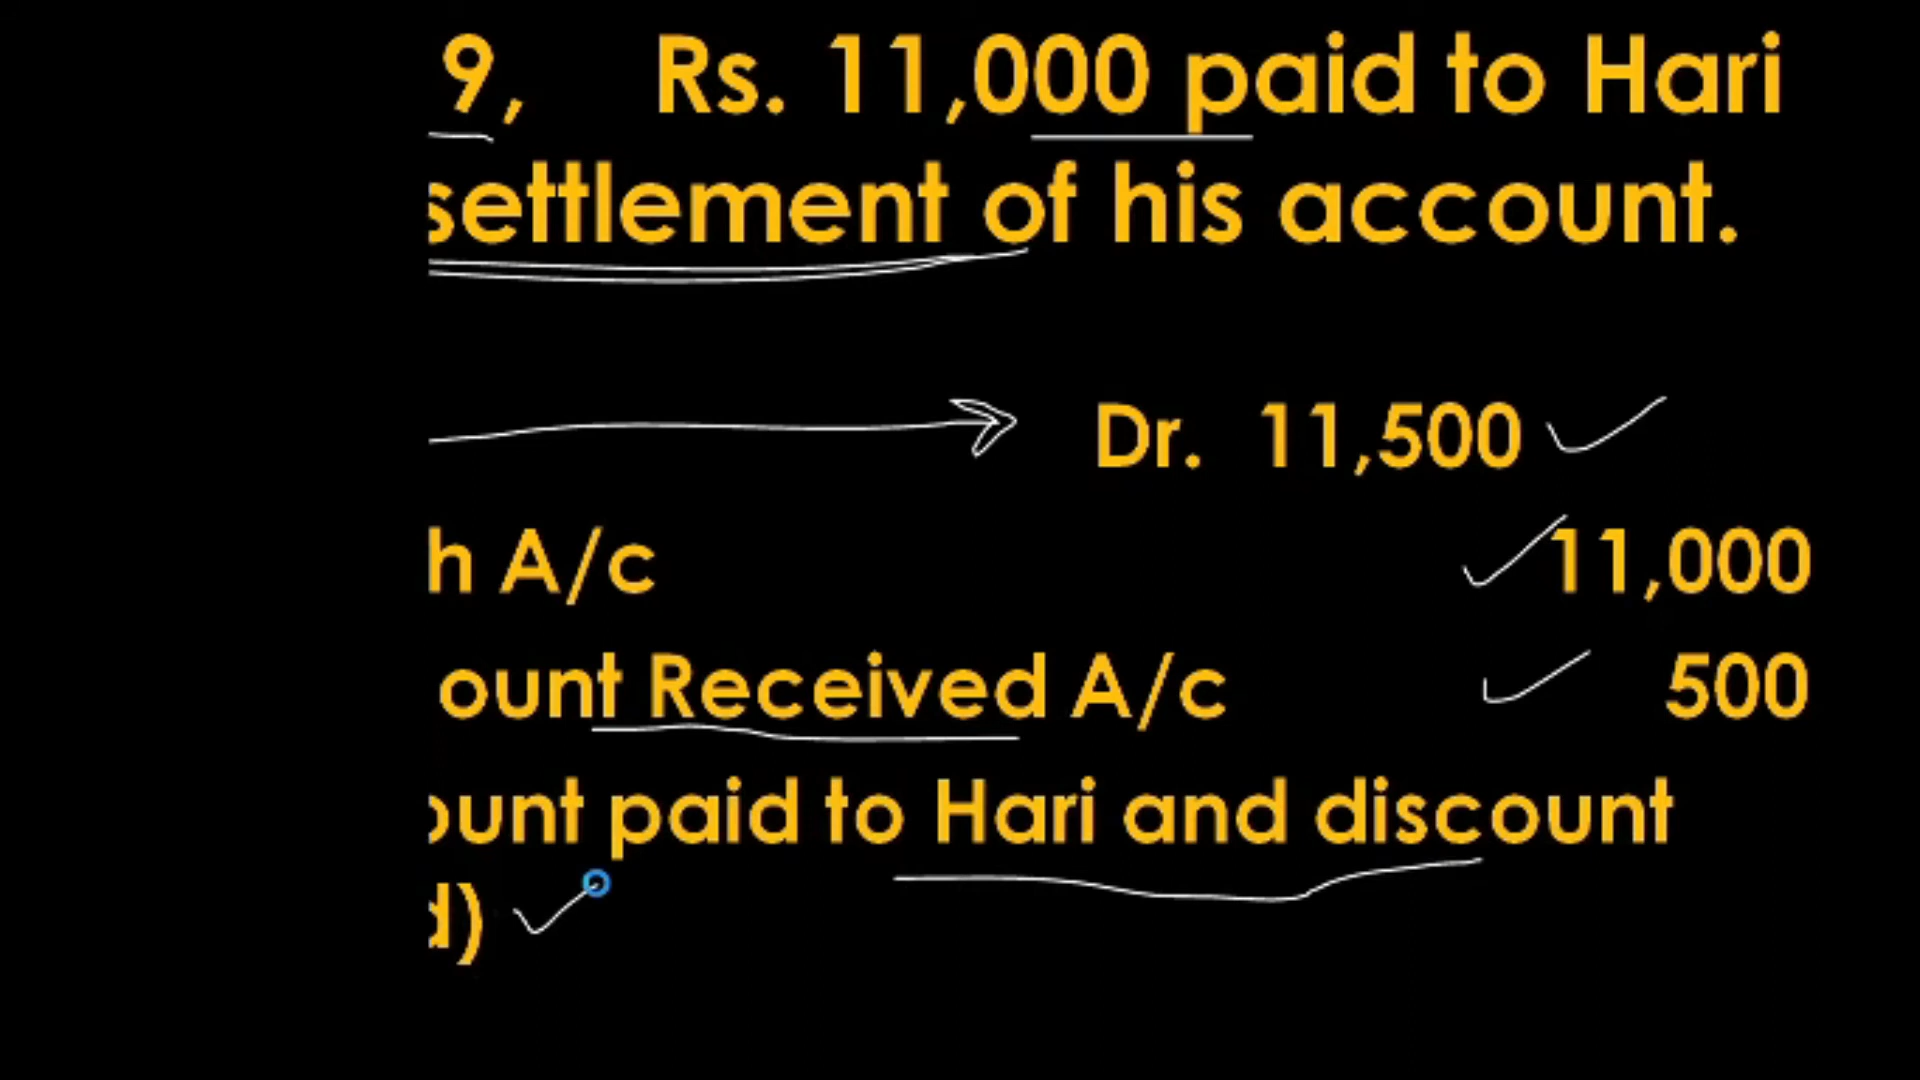 9, Rs. 11,000 paid to Hari
settlement of his account.
Dr. 11,500
h A/c 11,000
ount Received A/c 500
ount paid to Hari and discount
d)